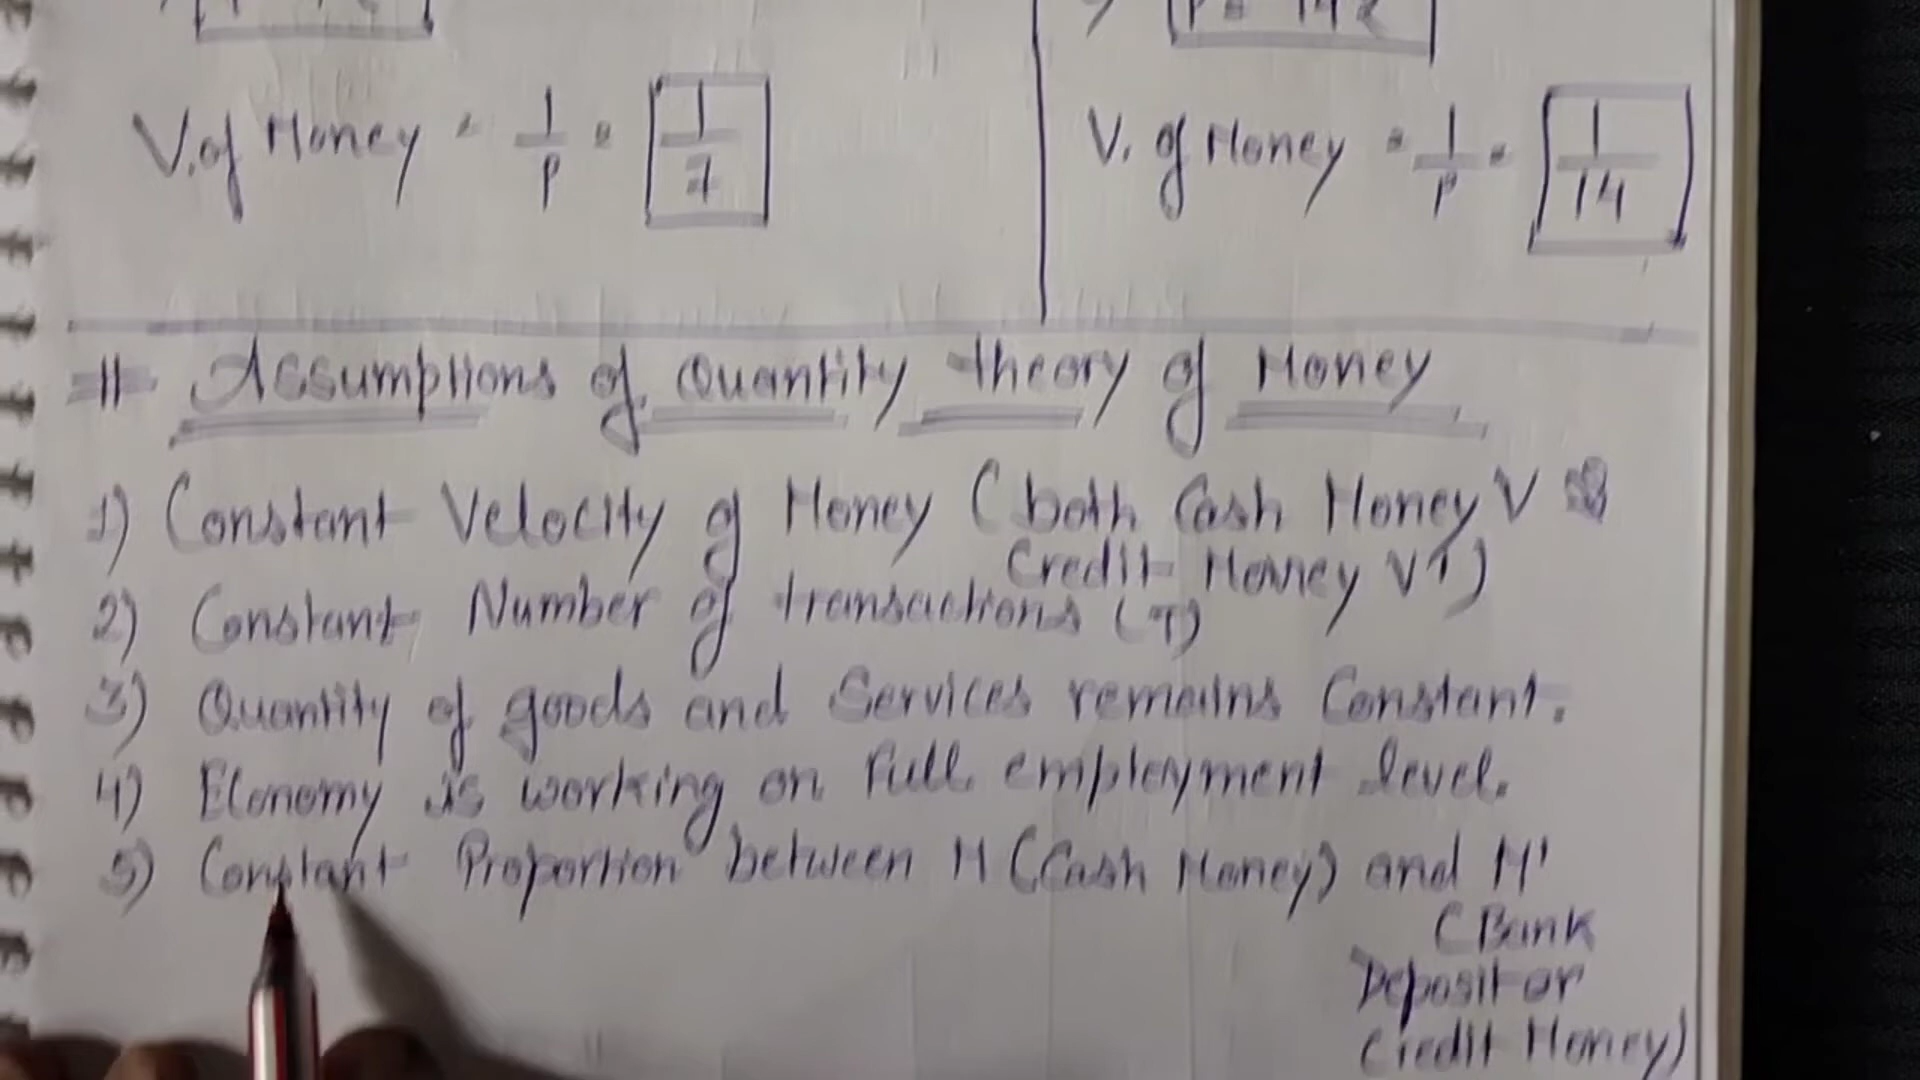 V. of Money = 1/P = 1/7
P = 14 ₹
V. of Money = 1/P = 1/14
Assumptions of Quantity theory of Money
1) Constant Velocity of Money (both Cash Money V &
Credit Money V1)
2) Constant Number of transactions (T)
3) Quantity of goods and Services remains Constant.
4) Economy is working on Full employment level.
5) Constant Proportion between M (Cash Money) and M'
(Bank
Deposit or
Credit Money)